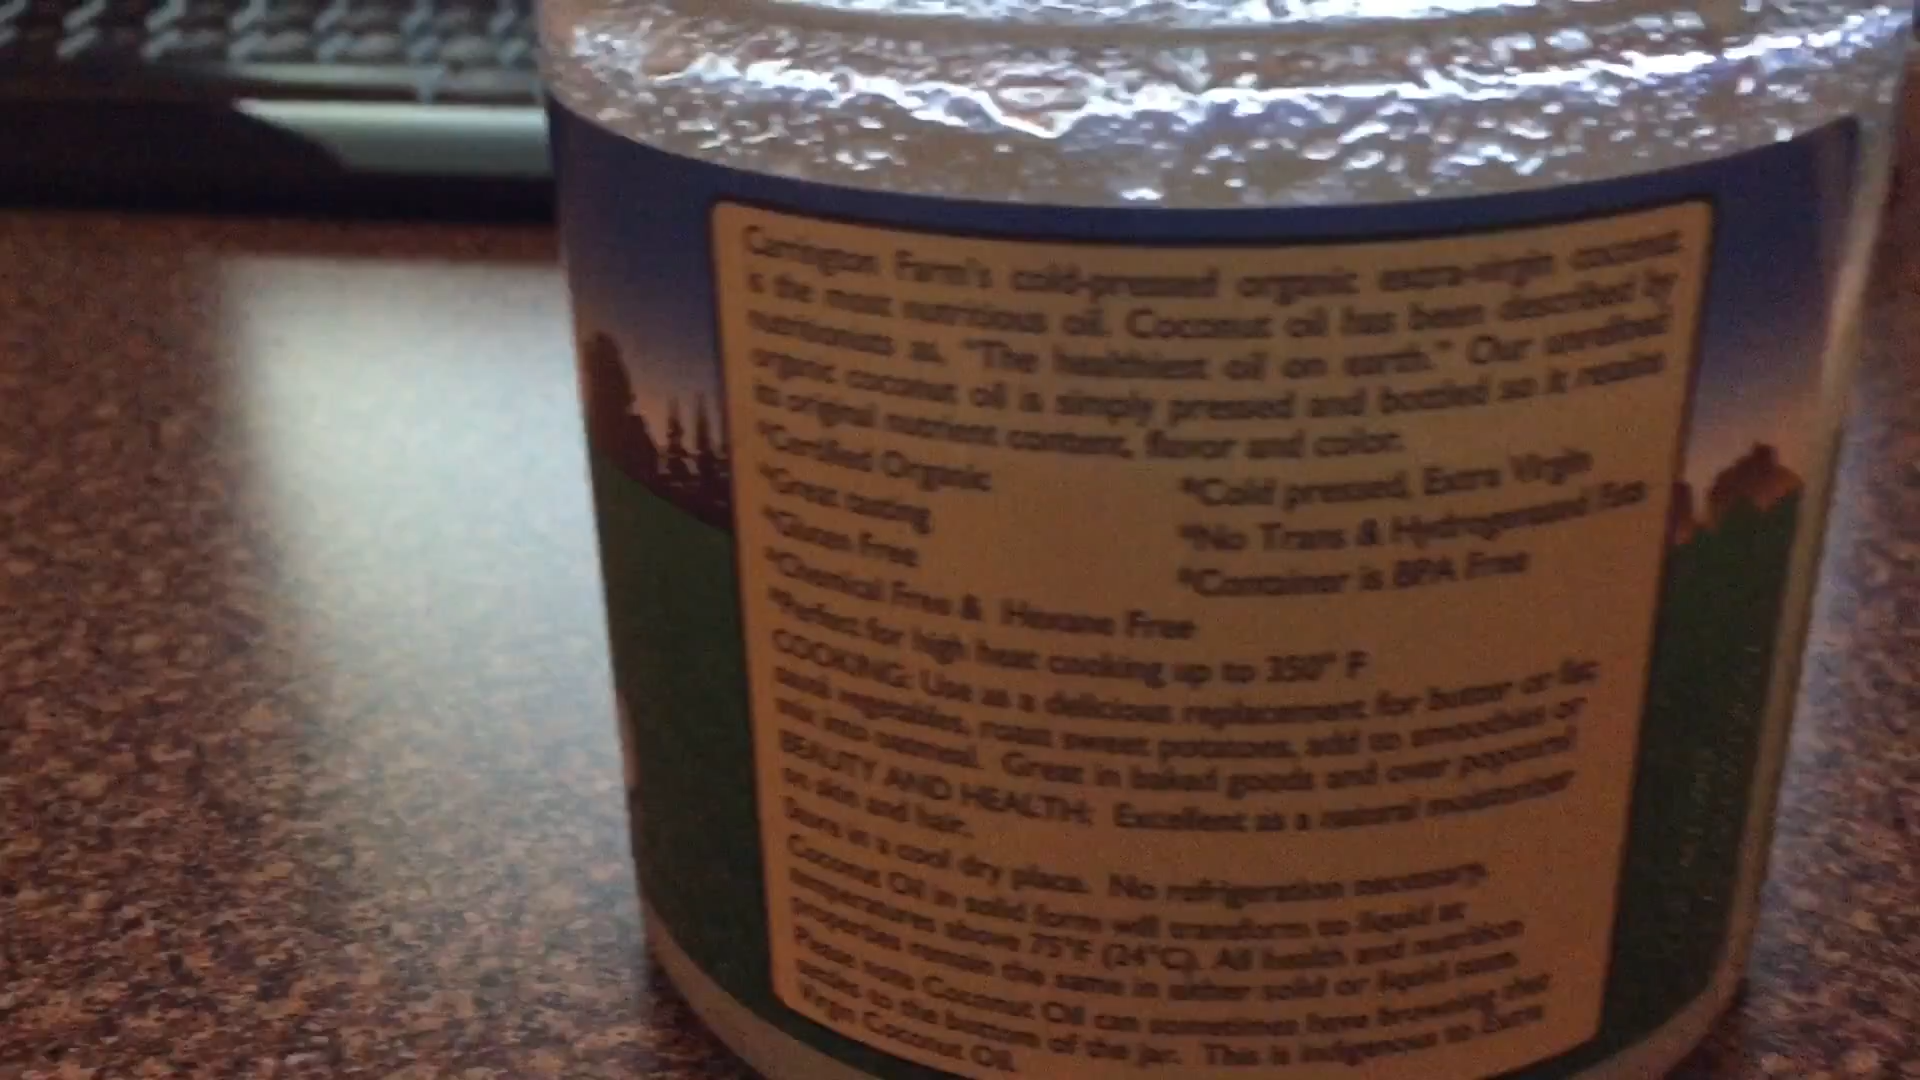 Carrington Farm's cold-pressed organic extra-virgin coconut
is the most nutritious oil. Coconut oil has been described by
nutritionists as, "The healthiest oil on earth." Our unrefined
organic coconut oil is simply pressed and bottled so it retains
its original nutrient content, flavor and color.
*Certified Organic
*Great tasting
*Gluten Free
*Chemical Free & Hexane Free
*Perfect for high heat cooking up to 350° F
*Cold pressed, Extra Virgin
*No Trans & Hydrogenated Fats
*Container is BPA Free
COOKING: Use as a delicious replacement for butter or fat;
sauté vegetables, roast sweet potatoes, add to smoothies or
mix into oatmeal. Great in baked goods and over popcorn!
BEAUTY AND HEALTH: Excellent as a natural moisturizer
on skin and hair.
Store in a cool dry place. No refrigeration necessary.
Coconut Oil in solid form will transform to liquid at
temperatures above 75°F (24°C). All health and nutrition
properties remain the same in either solid or liquid state.
Please note Coconut Oil can sometimes have browning that
settles to the bottom of the jar. This is indigenous to Extra
Virgin Coconut Oil.